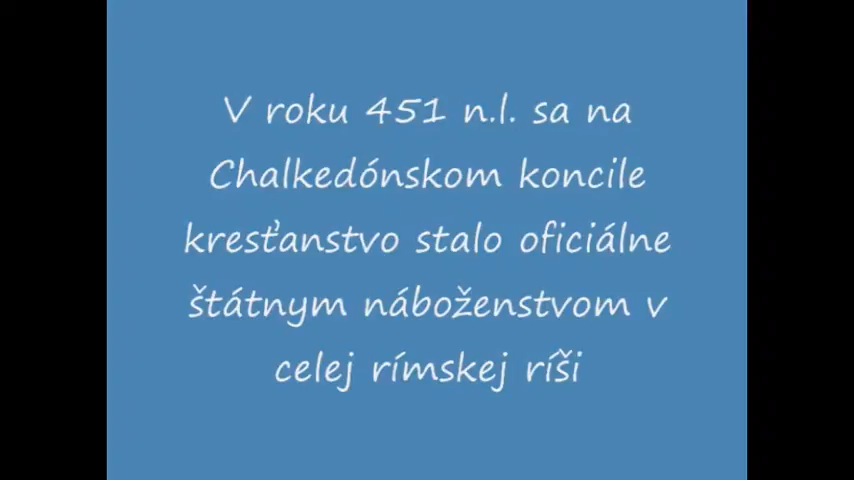 V roku 451 n.l. sa na
Chalkedónskom koncile
kresťanstvo stalo oficiálne
štátnym náboženstvom v
celej rímskej ríši